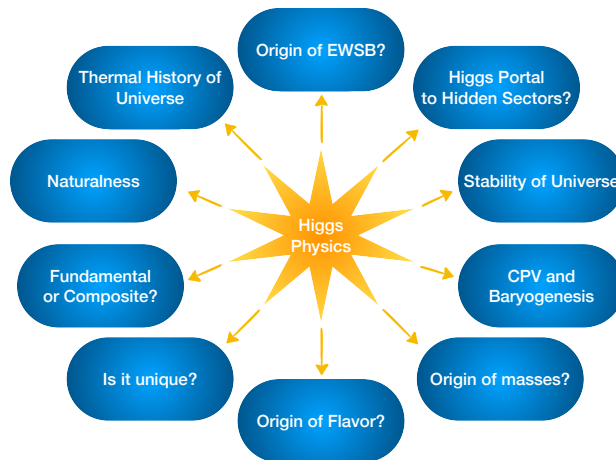 Origin of EWSB?
Thermal History of
Universe
Higgs Portal
to Hidden Sectors?
Naturalness
Stability of Universe
Higgs
Physics
Fundamental
or Composite?
CPV and
Baryogenesis
Is it unique?
Origin of masses?
Origin of Flavor?